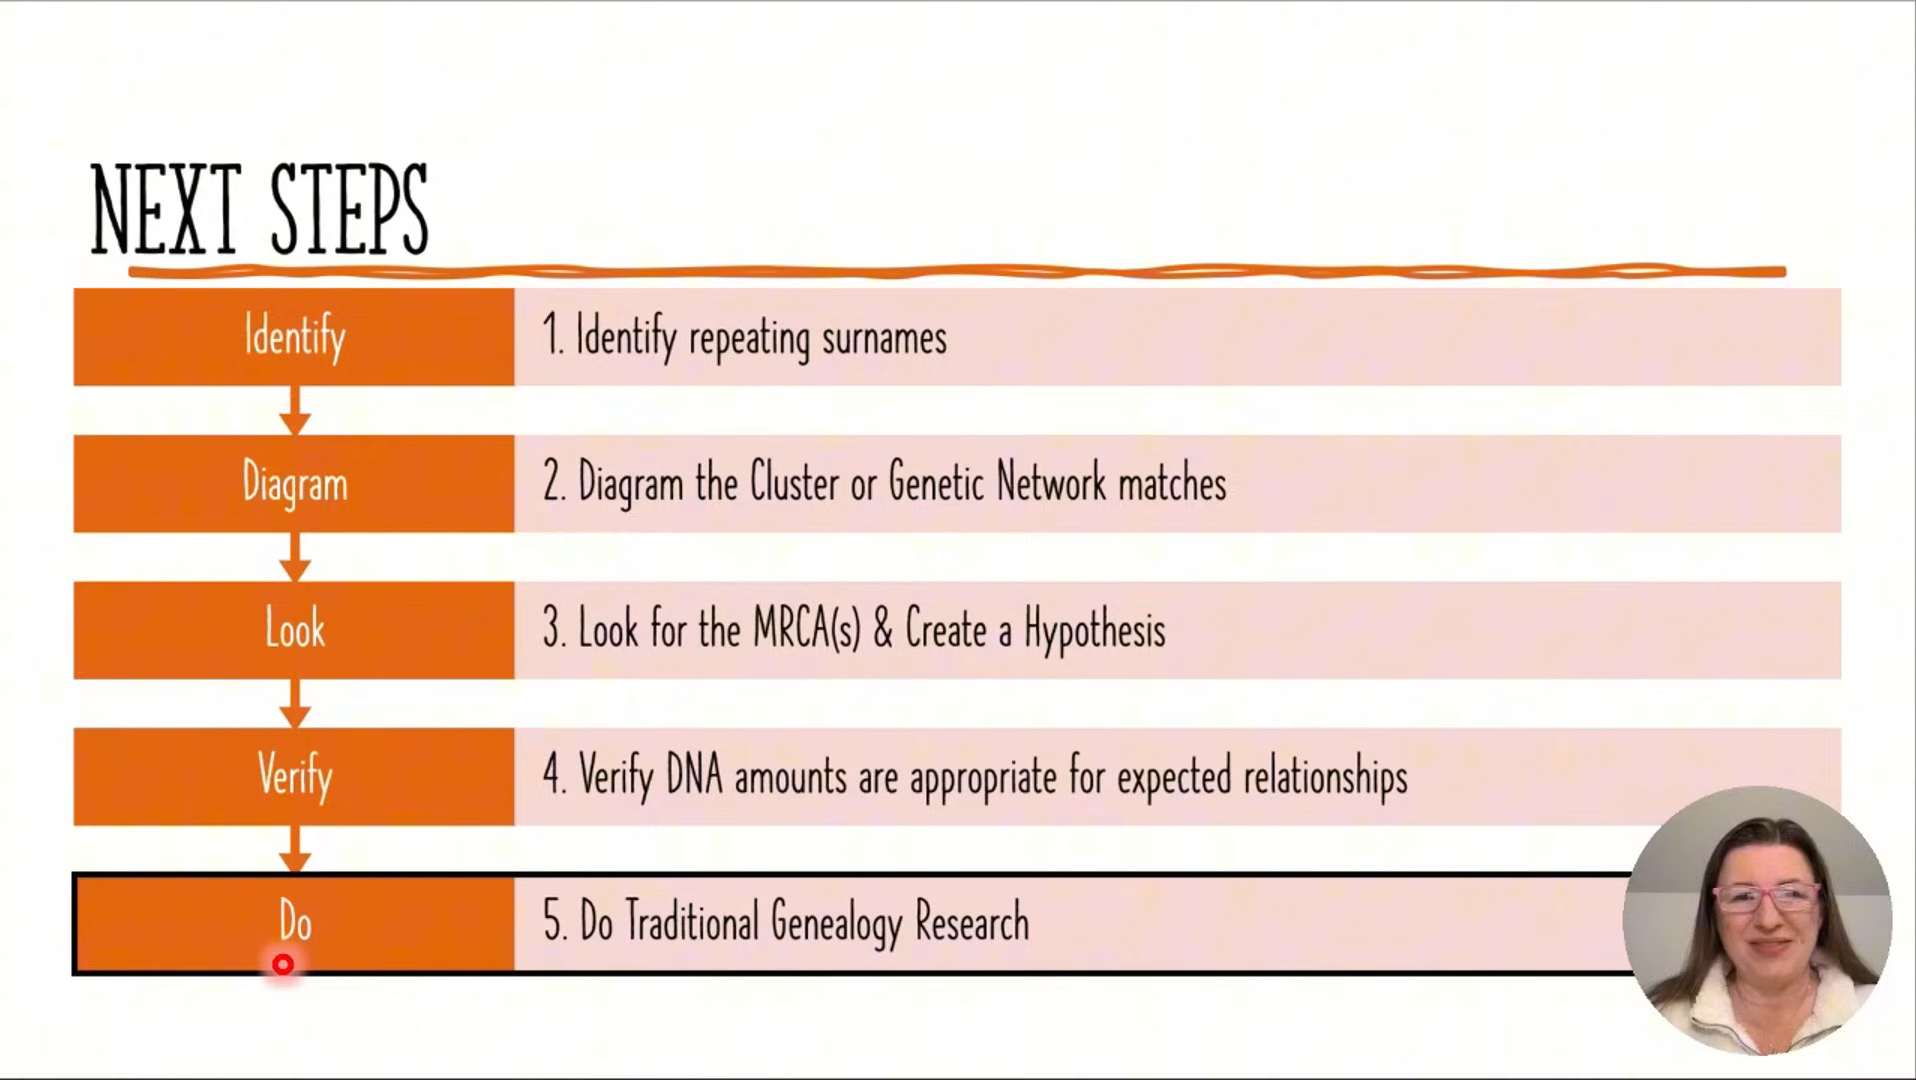 NEXT STEPS
Identify
1. Identify repeating surnames
Diagram
2. Diagram the Cluster or Genetic Network matches
Look
3. Look for the MRCA(s) & Create a Hypothesis
Verify
4. Verify DNA amounts are appropriate for expected relationships
Do
5. Do Traditional Genealogy Research